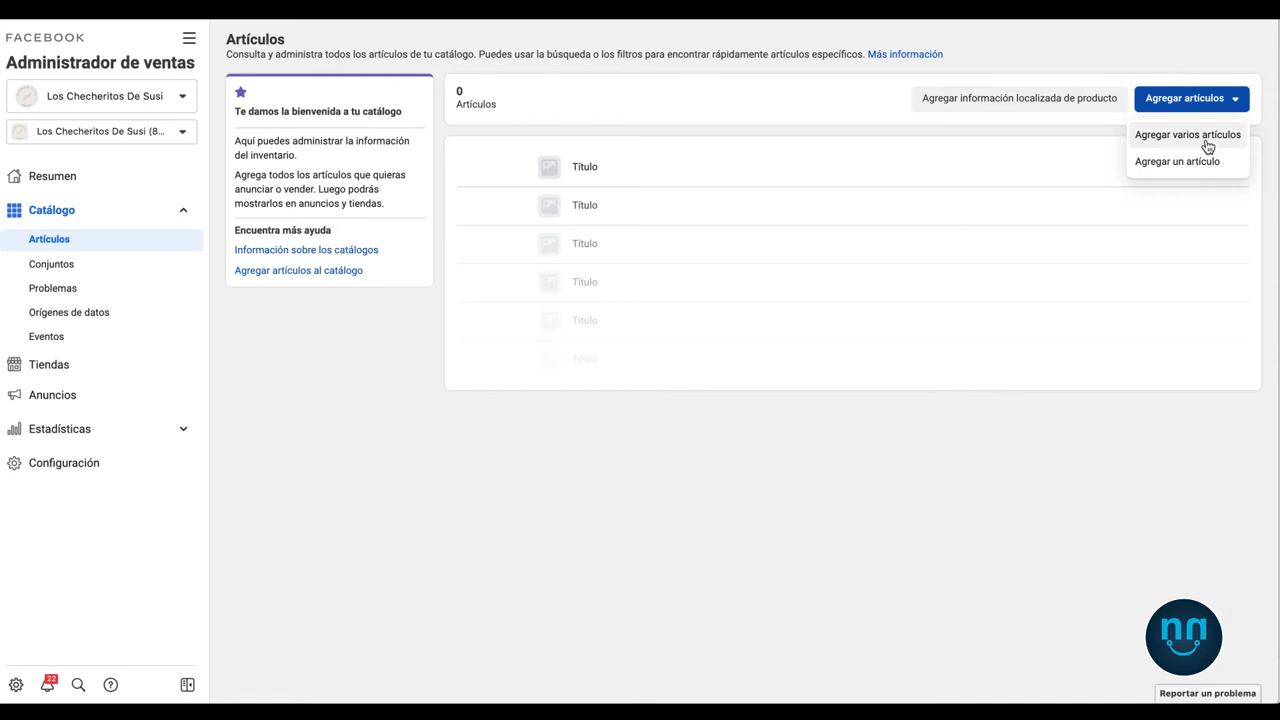 FACEBOOK
Administrador de ventas
Los Checheritos De Susi
Los Checheritos De Susi (8...
Resumen
Catálogo
Artículos
Conjuntos
Problemas
Orígenes de datos
Eventos
Tiendas
Anuncios
Estadísticas
Configuración
22
Artículos
Consulta y administra todos los artículos de tu catálogo. Puedes usar la búsqueda o los filtros para encontrar rápidamente artículos específicos. Más información
Te damos la bienvenida a tu catálogo
Aquí puedes administrar la información
del inventario.
Agrega todos los artículos que quieras
anunciar o vender. Luego podrás
mostrarlos en anuncios y tiendas.
Encuentra más ayuda
Información sobre los catálogos
Agregar artículos al catálogo
0
Artículos
Agregar información localizada de producto
Agregar artículos
Agregar varios artículos
Agregar un artículo
Título
Título
Título
Título
Título
Título
nn
Reportar un problema